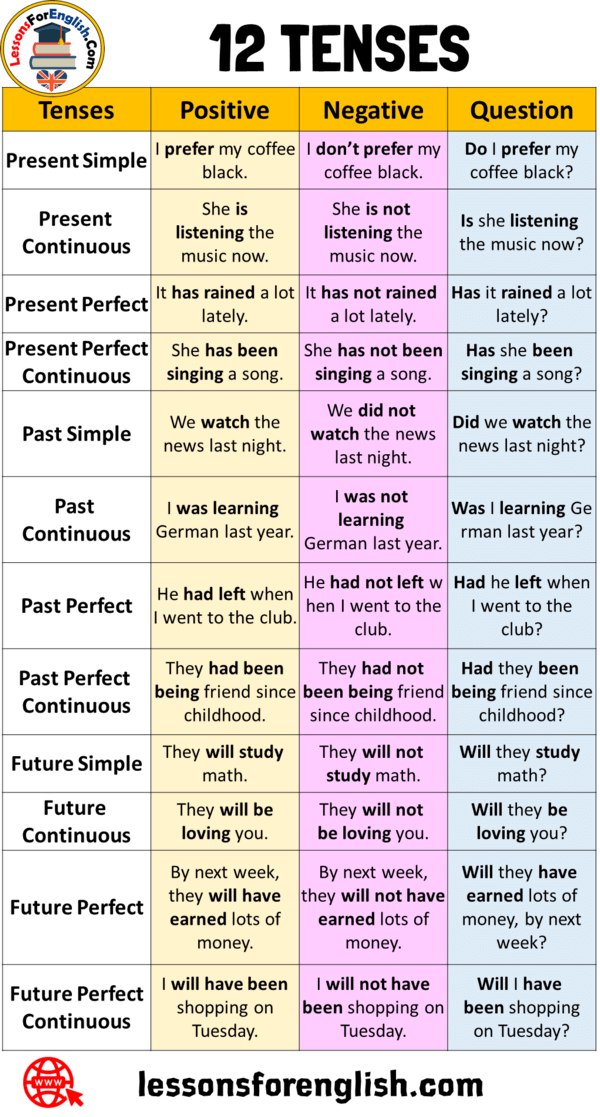 LessonsForEnglish.Com
12 TENSES
Tenses Positive Negative Question
Present Simple
I prefer my coffee
black.
I don’t prefer my
coffee black.
Do I prefer my
coffee black?
Present
Continuous
She is
listening the
music now.
She is not
listening the
music now.
Is she listening
the music now?
Present Perfect
It has rained a lot
lately.
It has not rained
a lot lately.
Has it rained a lot
lately?
Present Perfect
Continuous
She has been
singing a song.
She has not been
singing a song.
Has she been
singing a song?
Past Simple
We watch the
news last night.
We did not
watch the news
last night.
Did we watch the
news last night?
Past
Continuous
I was learning
German last year.
I was not
learning
German last year.
Was I learning Ge
rman last year?
Past Perfect
He had left when
I went to the club.
He had not left w
hen I went to the
club.
Had he left when
I went to the
club?
Past Perfect
Continuous
They had been
being friend since
childhood.
They had not
been being friend
since childhood.
Had they been
being friend since
childhood?
Future Simple
They will study
math.
They will not
study math.
Will they study
math?
Future
Continuous
They will be
loving you.
They will not
be loving you.
Will they be
loving you?
Future Perfect
By next week,
they will have
earned lots of
money.
By next week,
they will not have
earned lots of
money.
Will they have
earned lots of
money, by next
week?
Future Perfect
Continuous
I will have been
shopping on
Tuesday.
I will not have
been shopping on
Tuesday.
Will I have
been shopping
on Tuesday?
WWW
lessonsforenglish.com